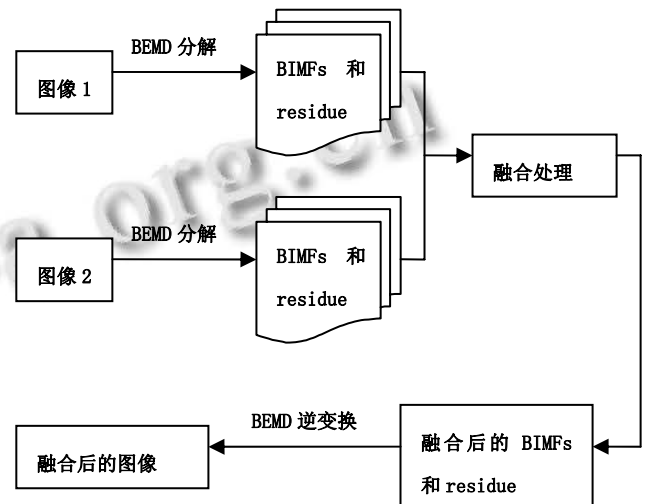 BEMD 分解
图像 1
BIMFs 和
residue
融合处理
BEMD 分解
图像 2
BIMFs 和
residue
BEMD 逆变换
融合后的图像
融合后的 BIMFs
和 residue
a.org.cn